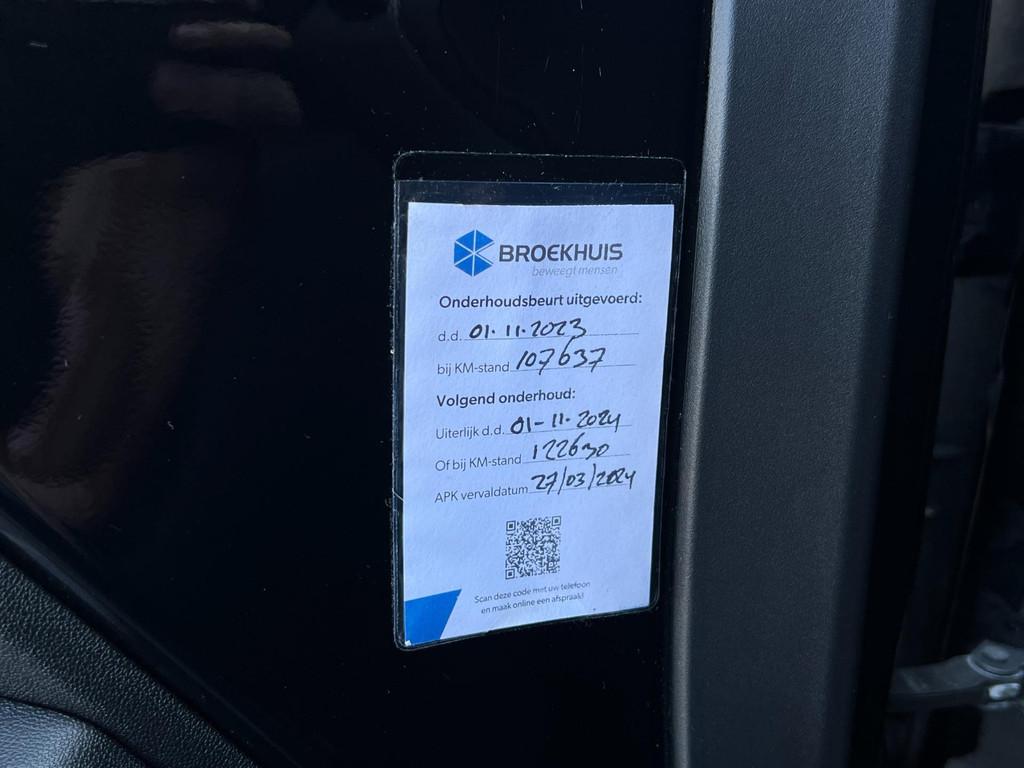 BROEKHUIS
beweegt mensen
Onderhoudsbeurt uitgevoerd:
d.d. 01.11.2023
bij KM-stand 107637
Volgend onderhoud:
Uiterlijk d.d. 01-11-2024
Of bij KM-stand 122630
APK vervaldatum 27/03/2024
Scan deze code met uw telefoon
en maak online een afspraak!